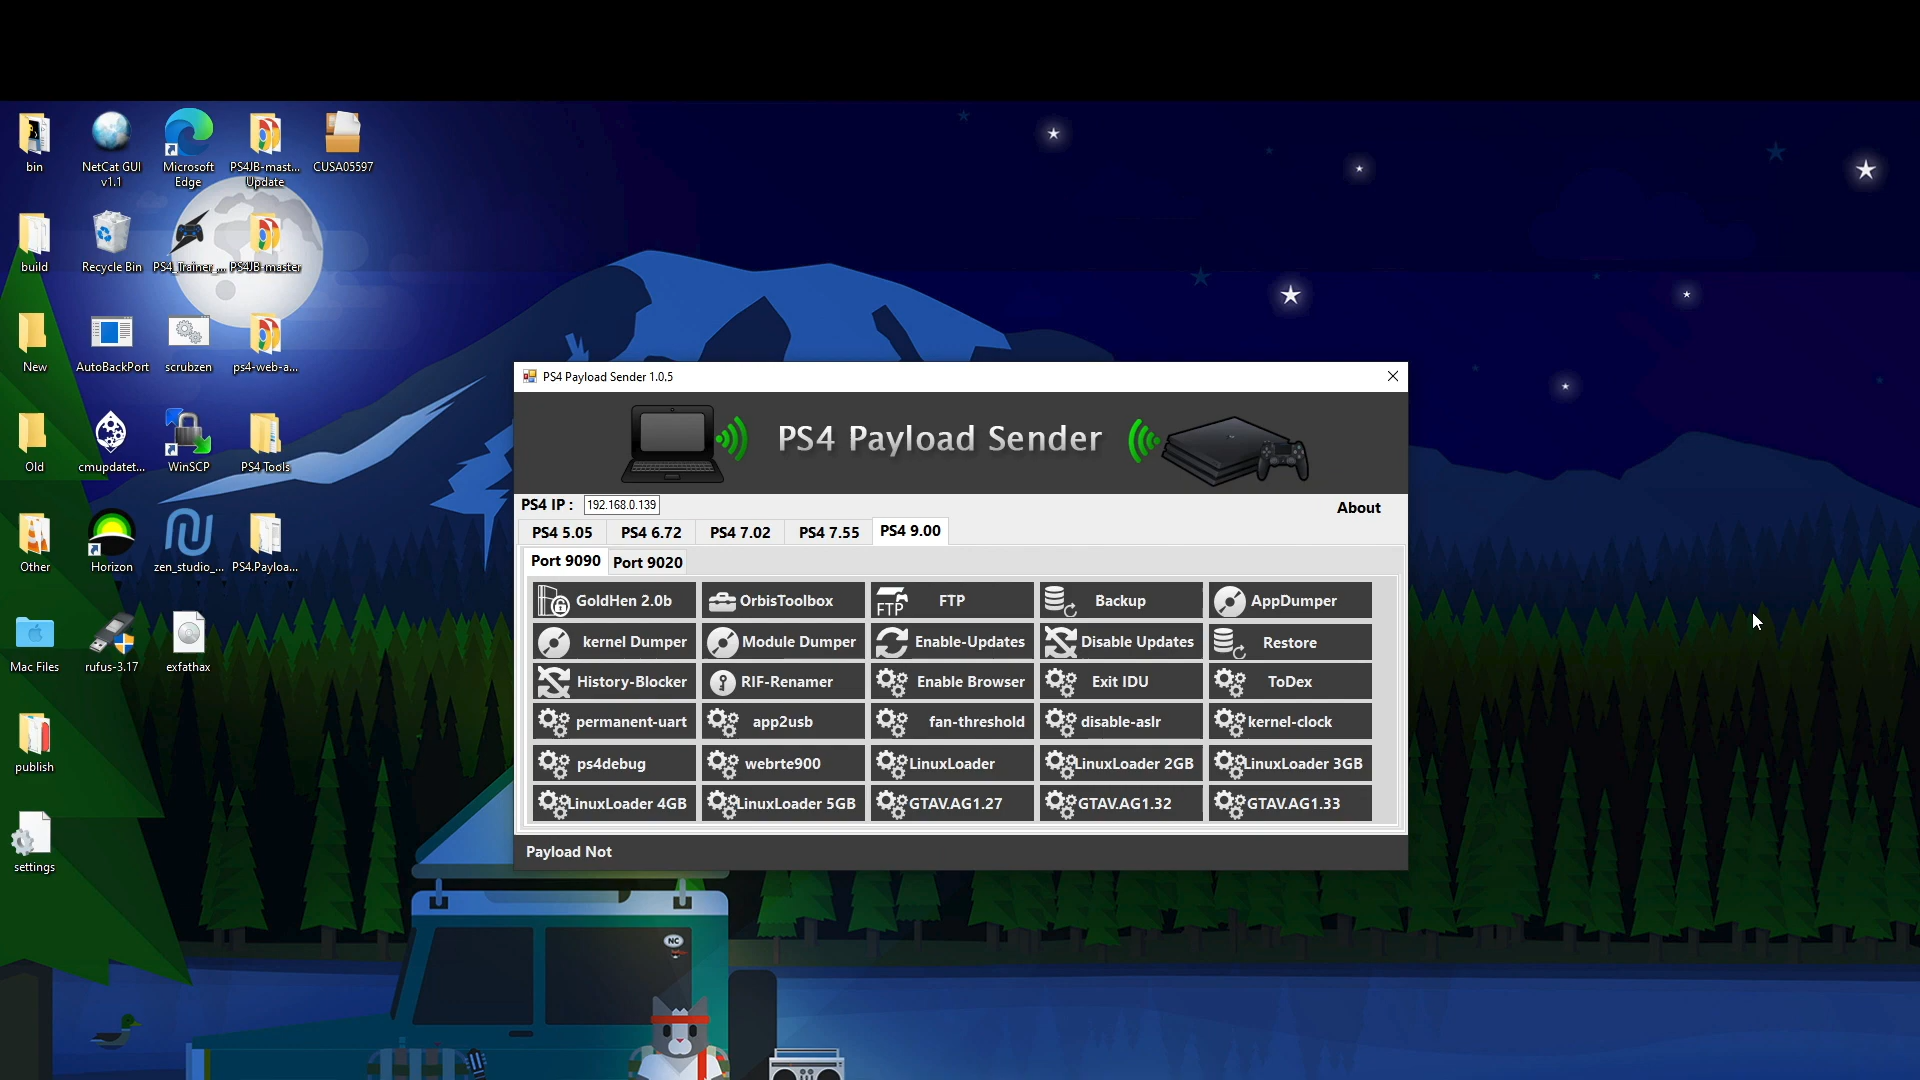 bin
NetCat GUI
v1.1
Microsoft
Edge
PS4JB-mast...
Update
CUSA05597
build
Recycle Bin
PS4_Trainer_...
PS4JB-master
New
AutoBackPort
scrubzen
ps4-web-a...
Old
cmupdatet...
WinSCP
PS4 Tools
Other
Horizon
zen_studio_...
PS4.Payloa...
Mac Files
rufus-3.17
exfathax
publish
settings
PS4 Payload Sender 1.0.5
PS4 Payload Sender
PS4 IP : 192.168.0.139
About
PS4 5.05 PS4 6.72 PS4 7.02 PS4 7.55 PS4 9.00
Port 9090 Port 9020
GoldHen 2.0b OrbisToolbox FTP FTP Backup AppDumper
kernel Dumper Module Dumper Enable-Updates Disable Updates Restore
History-Blocker RIF-Renamer Enable Browser Exit IDU ToDex
permanent-uart app2usb fan-threshold disable-aslr kernel-clock
ps4debug webrte900 LinuxLoader LinuxLoader 2GB LinuxLoader 3GB
LinuxLoader 4GB LinuxLoader 5GB GTAV.AG1.27 GTAV.AG1.32 GTAV.AG1.33
Payload Not
NC